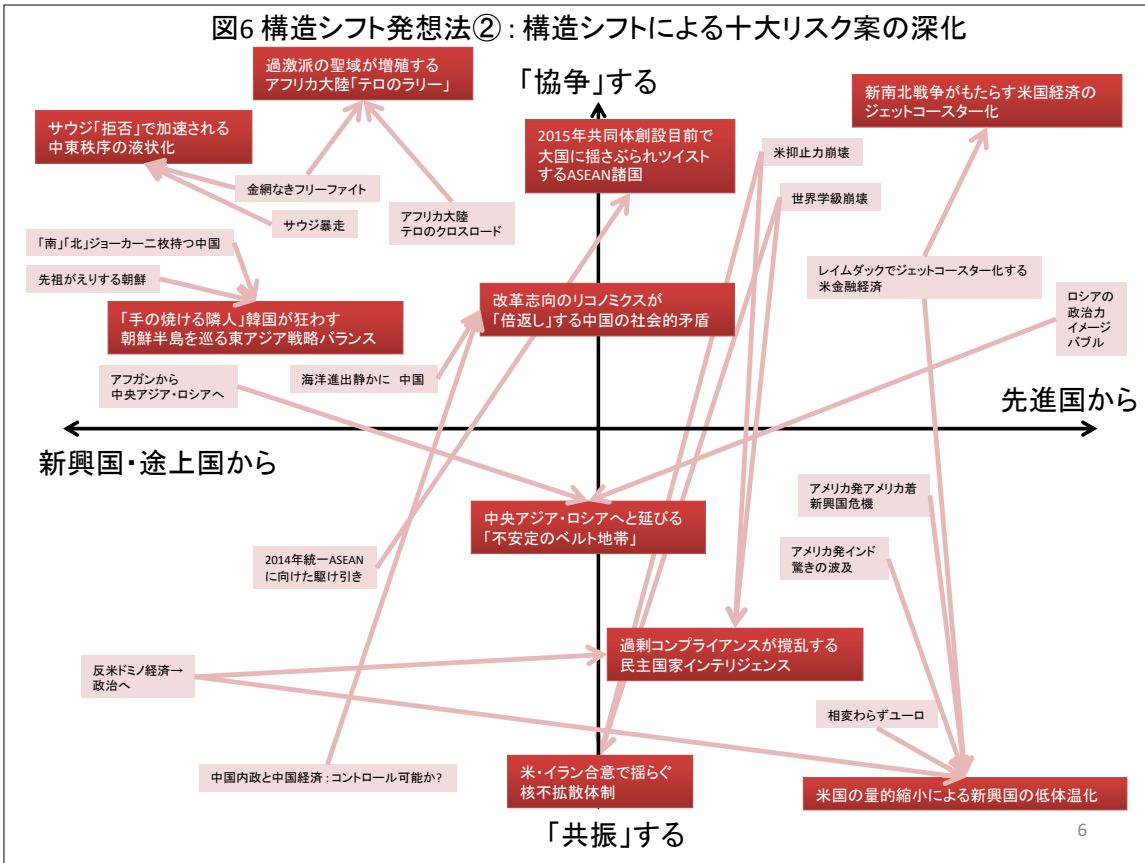 図6 構造シフト発想法②：構造シフトによる十大リスク案の深化
過激派の聖域が増殖する
アフリカ大陸「テロのラリー」
「協争」する
新南北戦争がもたらす米国経済の
ジェットコースター化
サウジ「拒否」で加速される
中東秩序の液状化
2015年共同体創設目前で
大国に揺さぶられツイスト
するASEAN諸国
米抑止力崩壊
金網なきフリーファイト
世界学級崩壊
サウジ暴走
アフリカ大陸
テロのクロスロード
「南」「北」ジョーカー二枚持つ中国
先祖がえりする朝鮮
レイムダックでジェットコースター化する
米金融経済
改革志向のリコノミクスが
「倍返し」する中国の社会的矛盾
ロシアの
政治力
イメージ
バブル
「手の焼ける隣人」韓国が狂わす
朝鮮半島を巡る東アジア戦略バランス
アフガンから
中央アジア・ロシアへ
海洋進出静かに 中国
先進国から
新興国・途上国から
アメリカ発アメリカ着
新興国危機
中央アジア・ロシアへと延びる
「不安定のベルト地帯」
2014年統一ASEAN
に向けた駆け引き
アメリカ発インド
驚きの波及
過剰コンプライアンスが撹乱する
民主国家インテリジェンス
反米ドミノ経済→
政治へ
相変わらずユーロ
中国内政と中国経済：コントロール可能か?
米・イラン合意で揺らぐ
核不拡散体制
米国の量的縮小による新興国の低体温化
「共振」する
6